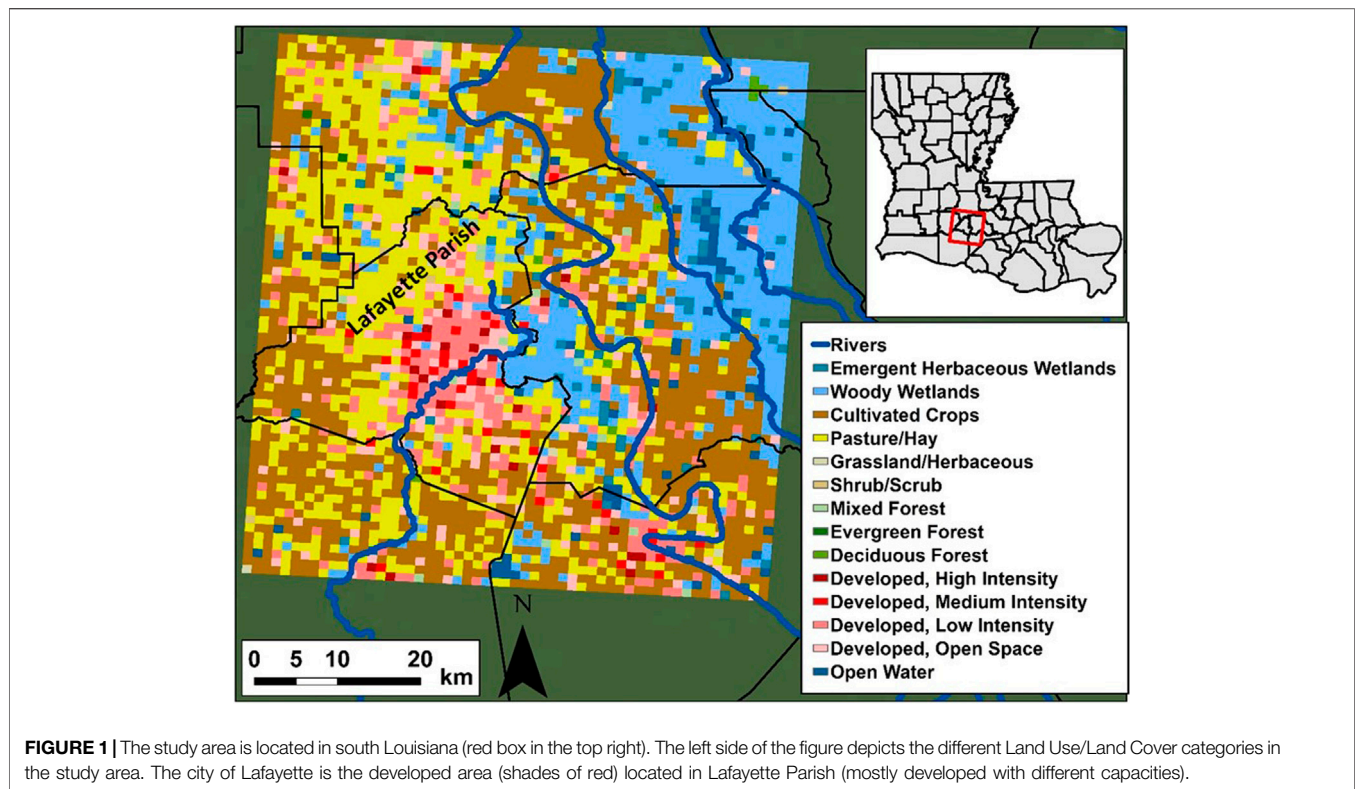 Lafayette Parish
Rivers
Emergent Herbaceous Wetlands
Woody Wetlands
Cultivated Crops
Pasture/Hay
Grassland/Herbaceous
Shrub/Scrub
Mixed Forest
Evergreen Forest
Deciduous Forest
Developed, High Intensity
Developed, Medium Intensity
Developed, Low Intensity
Developed, Open Space
Open Water
N
0 5 10 20
km
FIGURE 1 | The study area is located in south Louisiana (red box in the top right). The left side of the figure depicts the different Land Use/Land Cover categories in
the study area. The city of Lafayette is the developed area (shades of red) located in Lafayette Parish (mostly developed with different capacities).